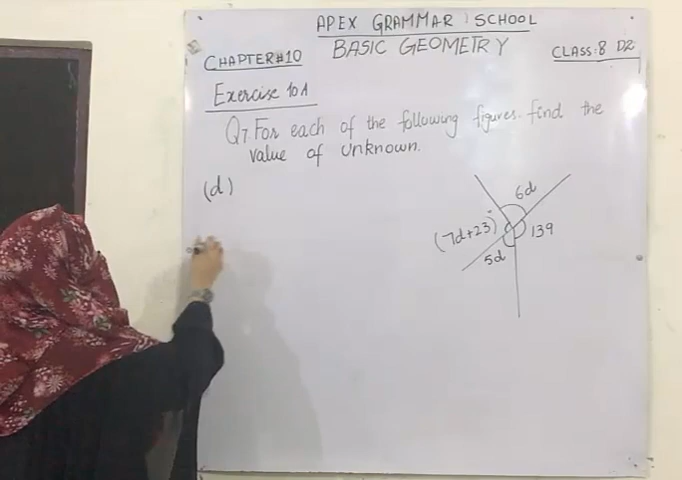 APEX GRAMMAR SCHOOL
BASIC GEOMETRY
CHAPTER#10
CLASS:8 D2
Exercise 10A
Q7. For each of the following figures. find the
value of unknown.
(d)
6d
(7d+23)°
139
5d